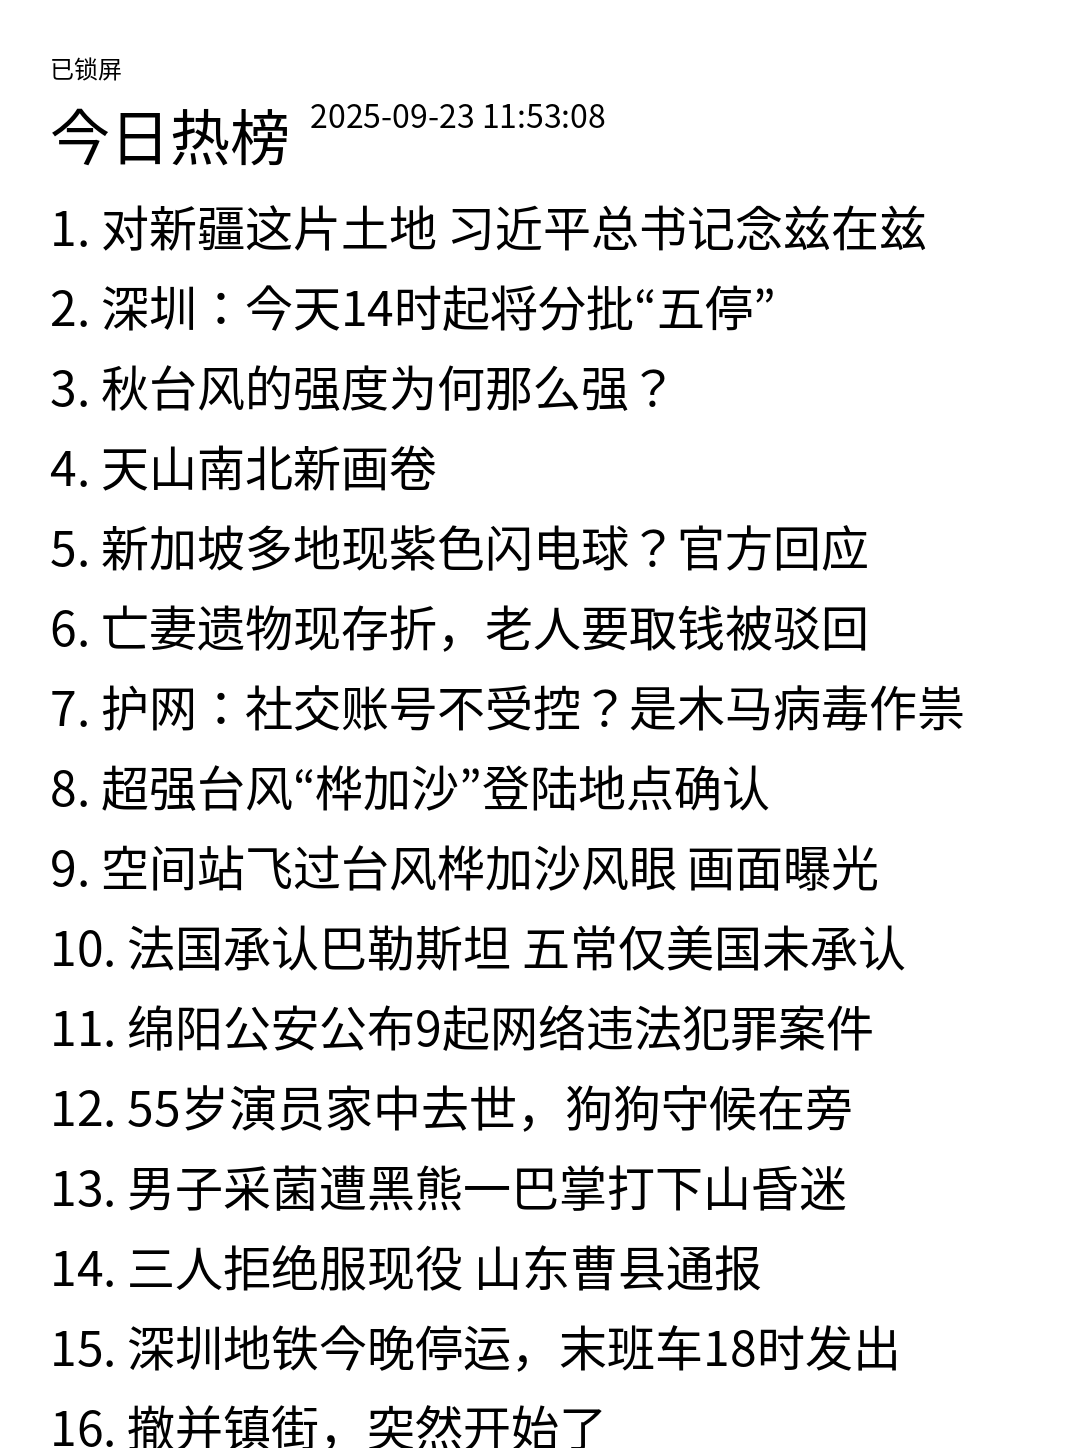 已锁屏
今日热榜 2025-09-23 11:53:08
1. 对新疆这片土地 习近平总书记念兹在兹
2. 深圳：今天14时起将分批“五停”
3. 秋台风的强度为何那么强？
4. 天山南北新画卷
5. 新加坡多地现紫色闪电球？官方回应
6. 亡妻遗物现存折，老人要取钱被驳回
7. 护网：社交账号不受控？是木马病毒作祟
8. 超强台风“桦加沙”登陆地点确认
9. 空间站飞过台风桦加沙风眼 画面曝光
10. 法国承认巴勒斯坦 五常仅美国未承认
11. 绵阳公安公布9起网络违法犯罪案件
12. 55岁演员家中去世，狗狗守候在旁
13. 男子采菌遭黑熊一巴掌打下山昏迷
14. 三人拒绝服现役 山东曹县通报
15. 深圳地铁今晚停运，末班车18时发出
16. 撤并镇街，突然开始了